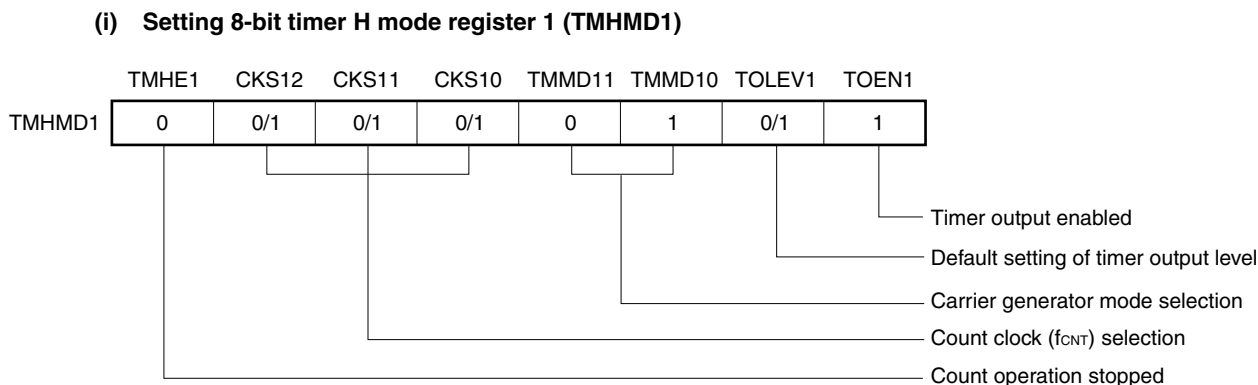 (i) Setting 8-bit timer H mode register 1 (TMHMD1)
TMHE1 CKS12 CKS11 CKS10 TMMD11 TMMD10 TOLEV1 TOEN1
TMHMD1 0 0/1 0/1 0/1 0 1 0/1 1
Timer output enabled
Default setting of timer output level
Carrier generator mode selection
Count clock (fCNT) selection
Count operation stopped